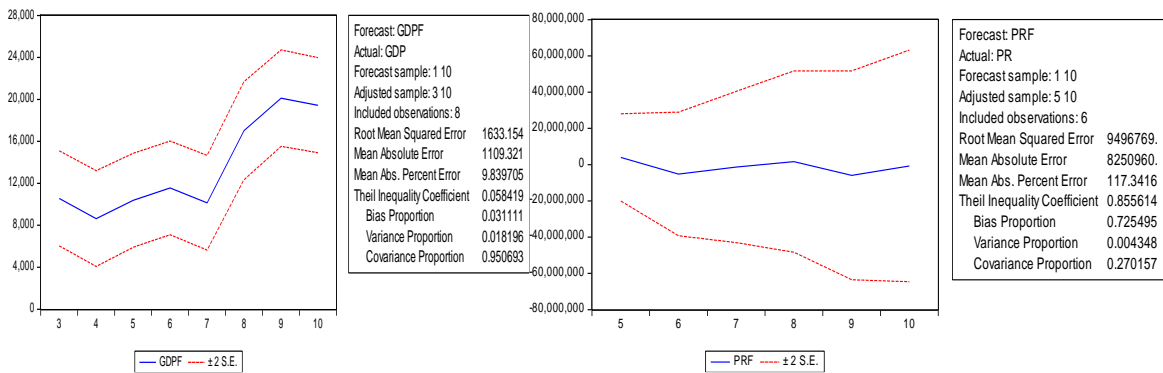 28,000
24,000
20,000
16,000
12,000
8,000
4,000
0
3 4 5 6 7 8 9 10
GDPF ± 2 S.E.
Forecast: GDPF
Actual: GDP
Forecast sample: 1 10
Adjusted sample: 3 10
Included observations: 8
Root Mean Squared Error 1633.154
Mean Absolute Error 1109.321
Mean Abs. Percent Error 9.839705
Theil Inequality Coefficient 0.058419
Bias Proportion 0.031111
Variance Proportion 0.018196
Covariance Proportion 0.950693
80,000,000
60,000,000
40,000,000
20,000,000
0
-20,000,000
-40,000,000
-60,000,000
-80,000,000
5 6 7 8 9 10
PRF ± 2 S.E.
Forecast: PRF
Actual: PR
Forecast sample: 1 10
Adjusted sample: 5 10
Included observations: 6
Root Mean Squared Error 9496769.
Mean Absolute Error 8250960.
Mean Abs. Percent Error 117.3416
Theil Inequality Coefficient 0.855614
Bias Proportion 0.725495
Variance Proportion 0.004348
Covariance Proportion 0.270157